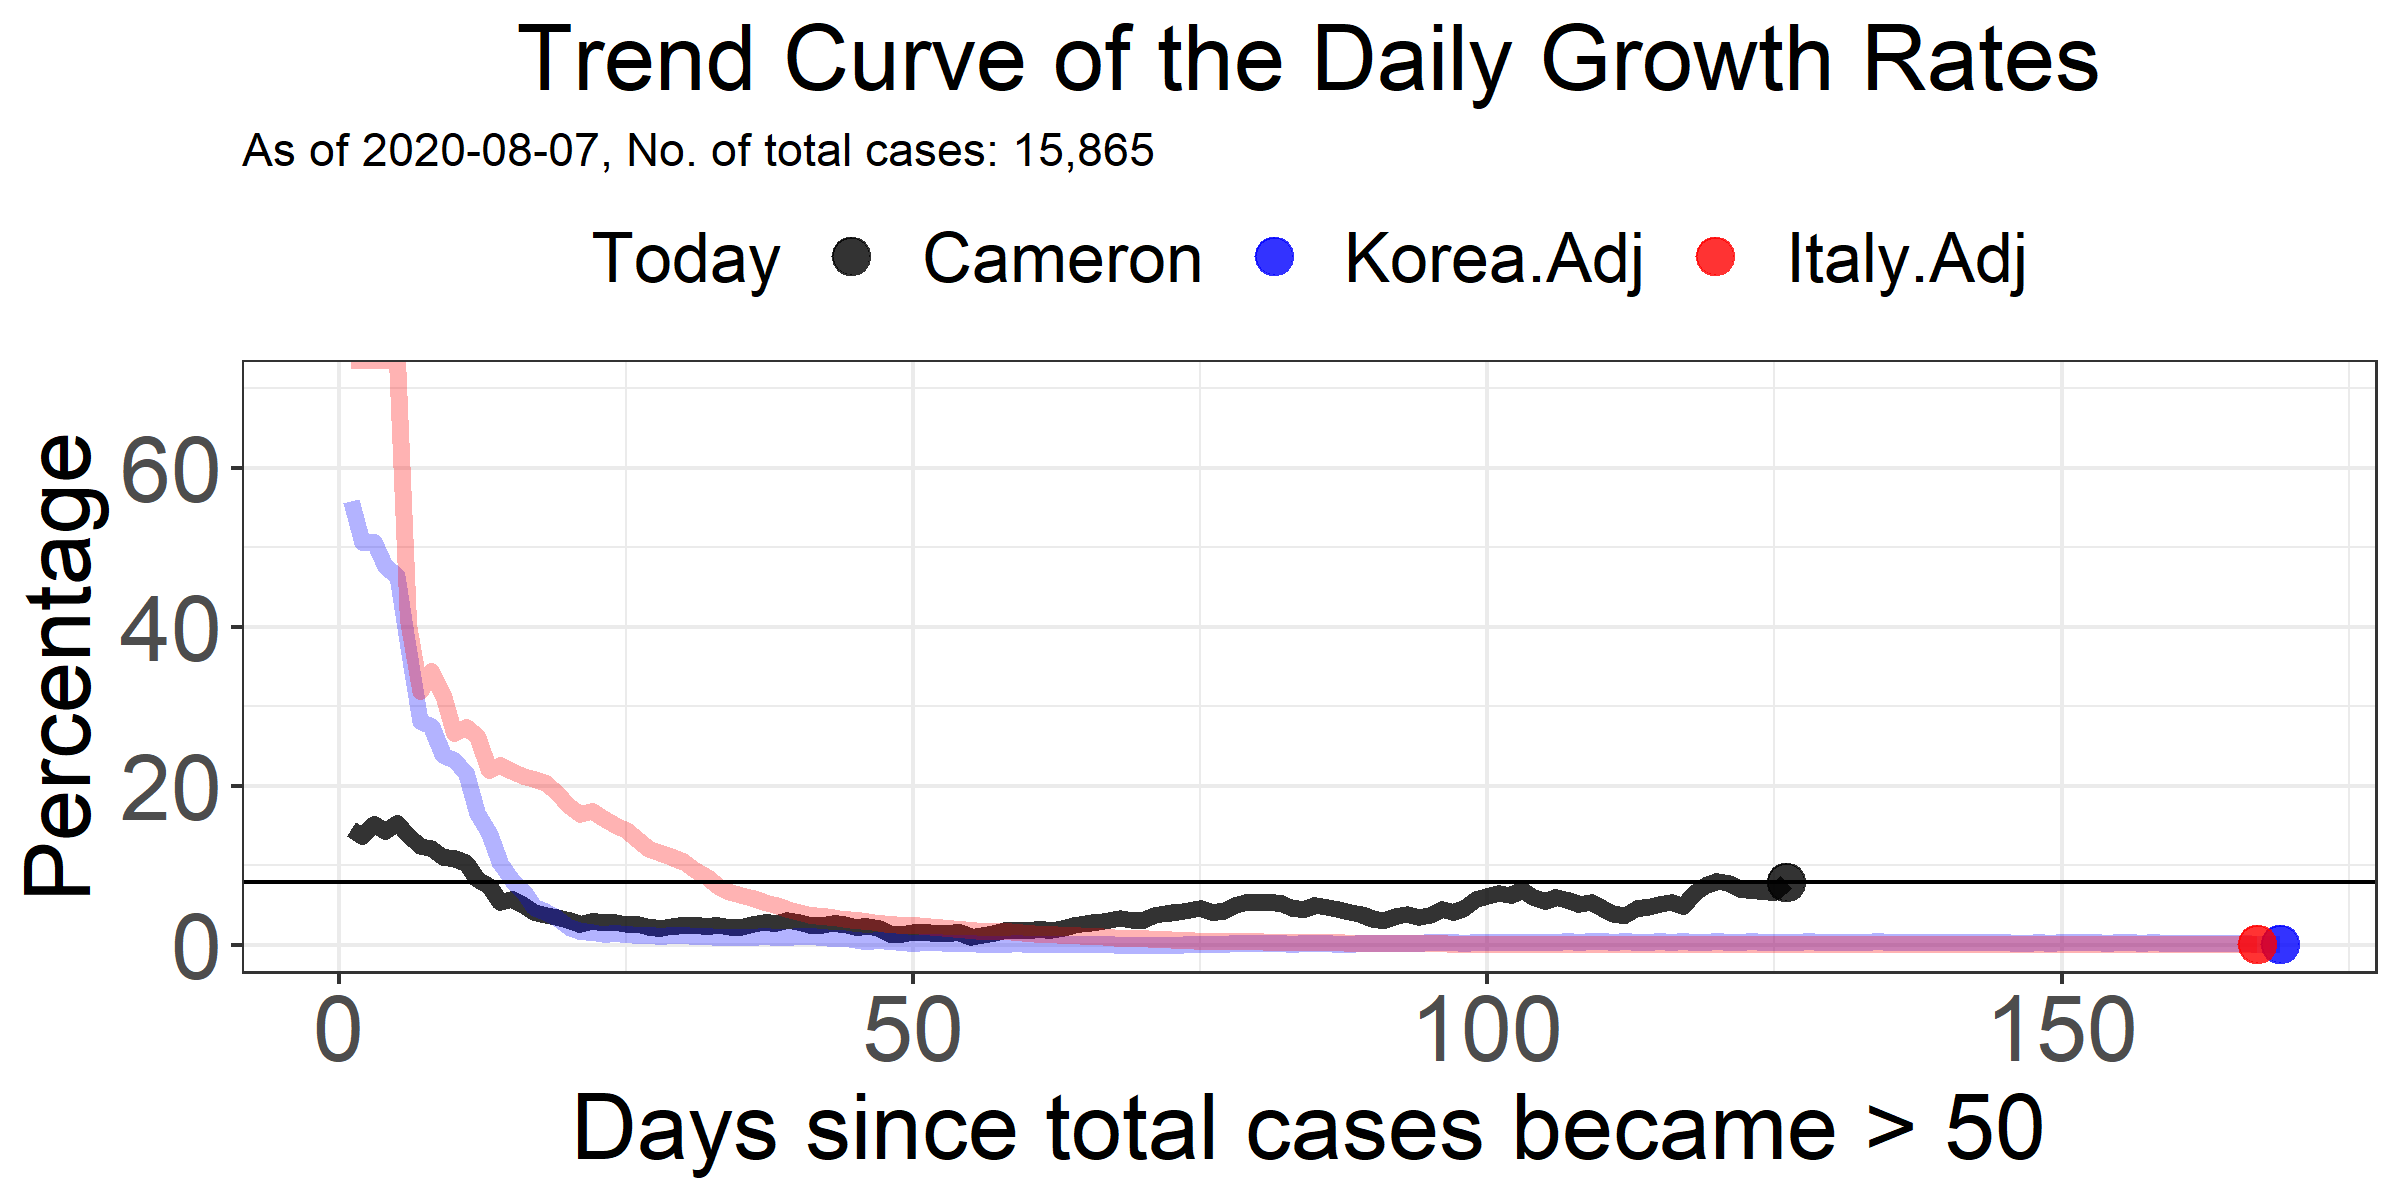 Trend Curve of the Daily Growth Rates
As of 2020-08-07, No. of total cases: 15,865
Today Cameron Korea.Adj Italy.Adj
Percentage
60
40
20
0
0 50 100 150
Days since total cases became > 50